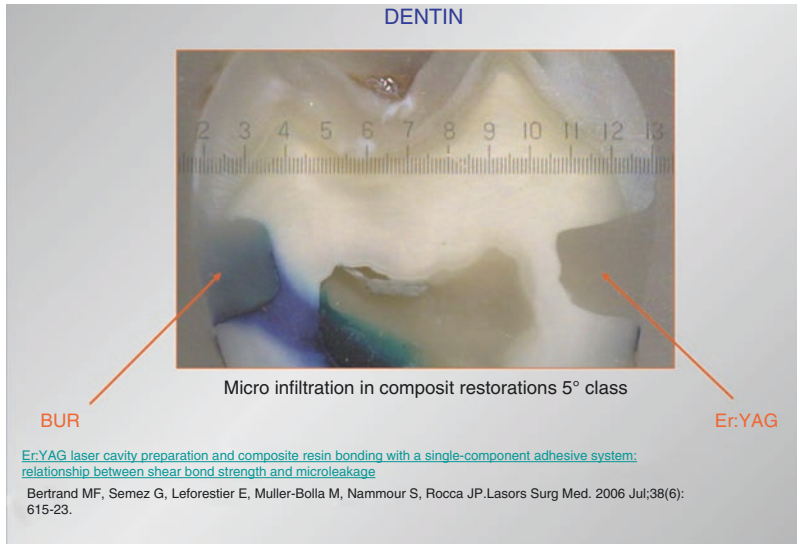 DENTIN
2 3 4 5 6 7 8 9 10 11 12 13
Micro infiltration in composit restorations 5° class
BUR
Er:YAG
Er:YAG laser cavity preparation and composite resin bonding with a single-component adhesive system:
relationship between shear bond strength and microleakage
Bertrand MF, Semez G, Leforestier E, Muller-Bolla M, Nammour S, Rocca JP.Lasors Surg Med. 2006 Jul;38(6):
615-23.